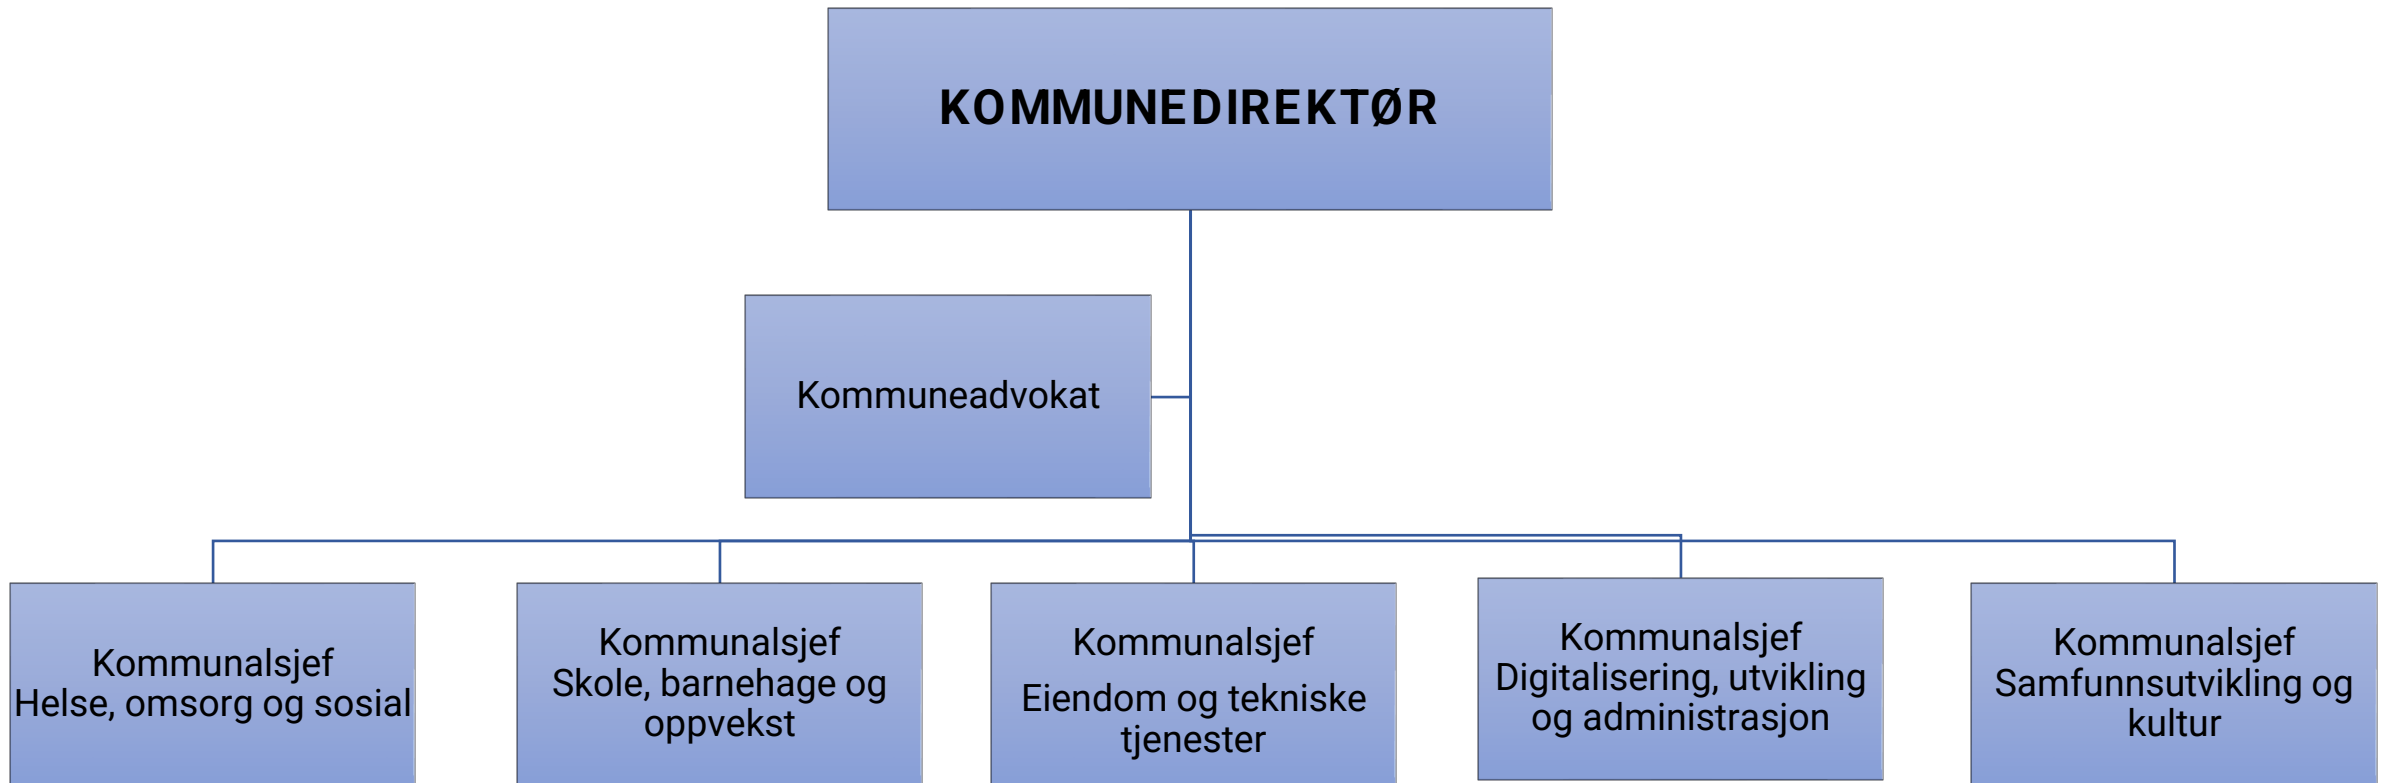 KOMMUNEDIREKTØR
Kommuneadvokat
Kommunalsjef
Helse, omsorg og sosial
Kommunalsjef
Skole, barnehage og
oppvekst
Kommunalsjef
Eiendom og tekniske
tjenester
Kommunalsjef
Digitalisering, utvikling
og administrasjon
Kommunalsjef
Samfunnsutvikling og
kultur